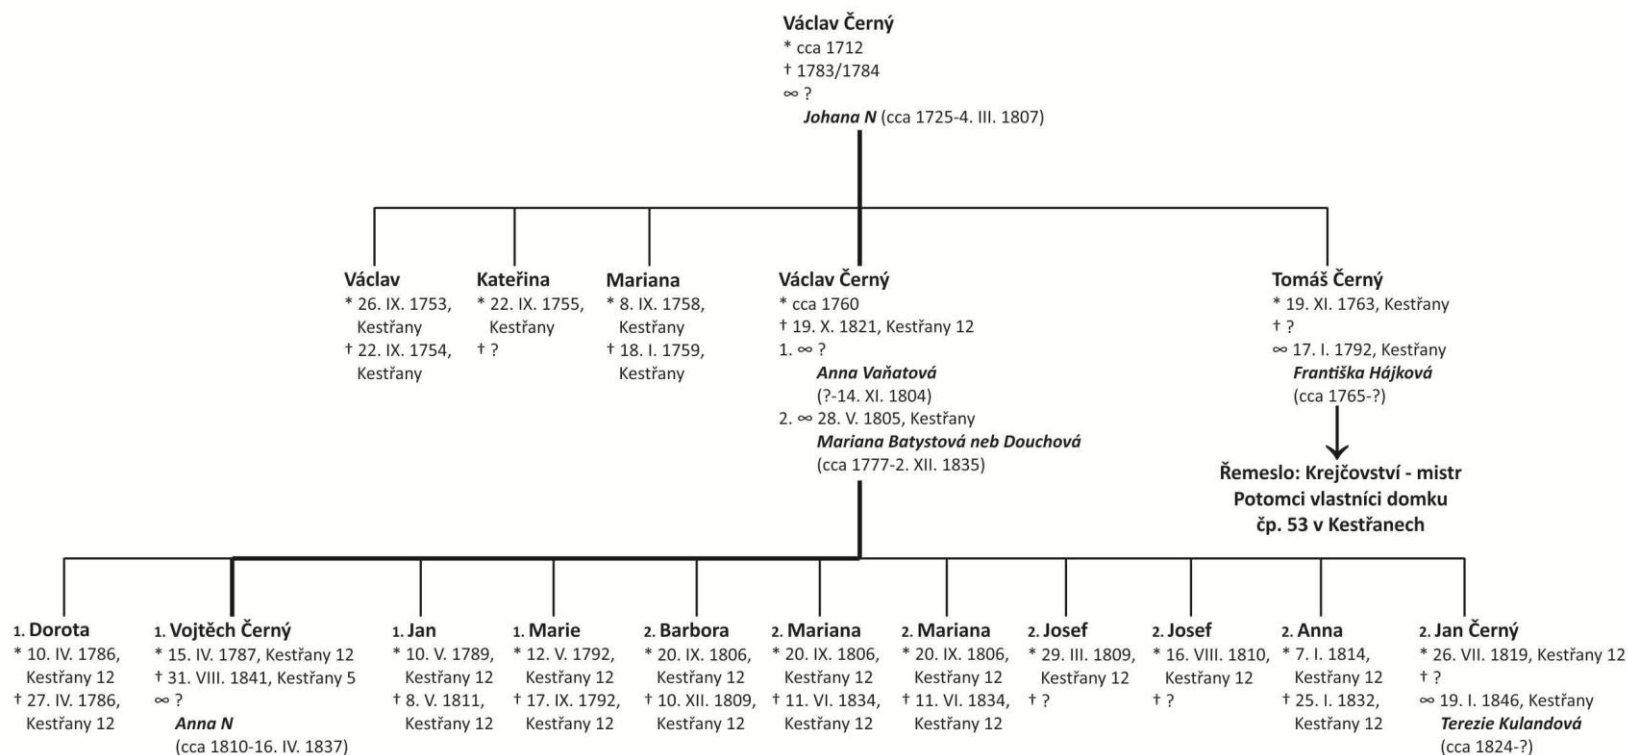 Václav Černý
* cca 1712
† 1783/1784
∞ ?
Johana N (cca 1725-4. III. 1807)
Václav
* 26. IX. 1753,
Kestřany
† 22. IX. 1754,
Kestřany
Kateřina
* 22. IX. 1755,
Kestřany
† ?
Mariana
* 8. IX. 1758,
Kestřany
† 18. I. 1759,
Kestřany
Václav Černý
* cca 1760
† 19. X. 1821, Kestřany 12
1. ∞ ?
Anna Vaňatová
(?-14. XI. 1804)
2. ∞ 28. V. 1805, Kestřany
Mariana Batystová neb Douchová
(cca 1777-2. XII. 1835)
Tomáš Černý
* 19. XI. 1763, Kestřany
† ?
∞ 17. I. 1792, Kestřany
Františka Hájková
(cca 1765-?)
Řemeslo: Krejčovství - mistr
Potomci vlastníci domku
čp. 53 v Kestřanech
1. Dorota
* 10. IV. 1786,
Kestřany 12
† 27. IV. 1786,
Kestřany 12
1. Vojtěch Černý
* 15. IV. 1787, Kestřany 12
† 31. VIII. 1841, Kestřany 5
∞ ?
Anna N
(cca 1810-16. IV. 1837)
1. Jan
* 10. V. 1789,
Kestřany 12
† 8. V. 1811,
Kestřany 12
1. Marie
* 12. V. 1792,
Kestřany 12
† 17. IX. 1792,
Kestřany 12
2. Barbora
* 20. IX. 1806,
Kestřany 12
† 10. XII. 1809,
Kestřany 12
2. Mariana
* 20. IX. 1806,
Kestřany 12
† 11. VI. 1834,
Kestřany 12
2. Mariana
* 20. IX. 1806,
Kestřany 12
† 11. VI. 1834,
Kestřany 12
2. Josef
* 29. III. 1809,
Kestřany 12
† ?
2. Josef
* 16. VIII. 1810,
Kestřany 12
† ?
2. Anna
* 7. I. 1814,
Kestřany 12
† 25. I. 1832,
Kestřany 12
2. Jan Černý
* 26. VII. 1819, Kestřany 12
† ?
∞ 19. I. 1846, Kestřany
Terezie Kulandová
(cca 1824-?)